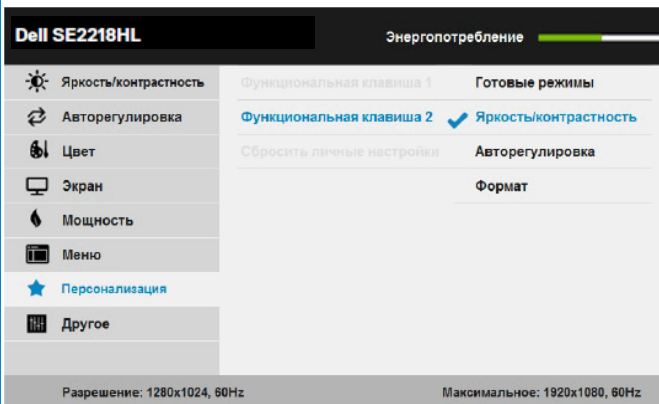 Dell SE2218HL
Энергопотребление
Яркость/контрастность
Функциональная клавиша 1
Готовые режимы
Авторегулировка
Функциональная клавиша 2
Яркость/контрастность
Цвет
Сбросить личные настройки
Авторегулировка
Экран
Формат
Мощность
Меню
Персонализация
Другое
Разрешение: 1280x1024, 60Hz
Максимальное: 1920x1080, 60Hz